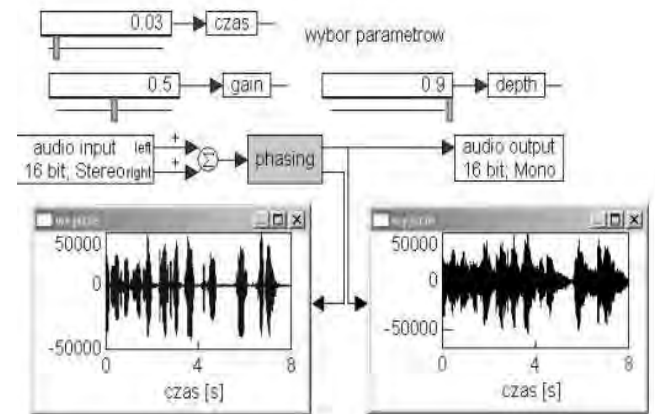 0.03
czas
wybor parametrow
0.5
gain
0.9
depth
audio input
16 bit; Stereo
left
right
+
+
Σ
phasing
audio output
16 bit; Mono
50000
0
-50000
0
4
8
czas [s]
50000
0
-50000
0
4
8
czas [s]